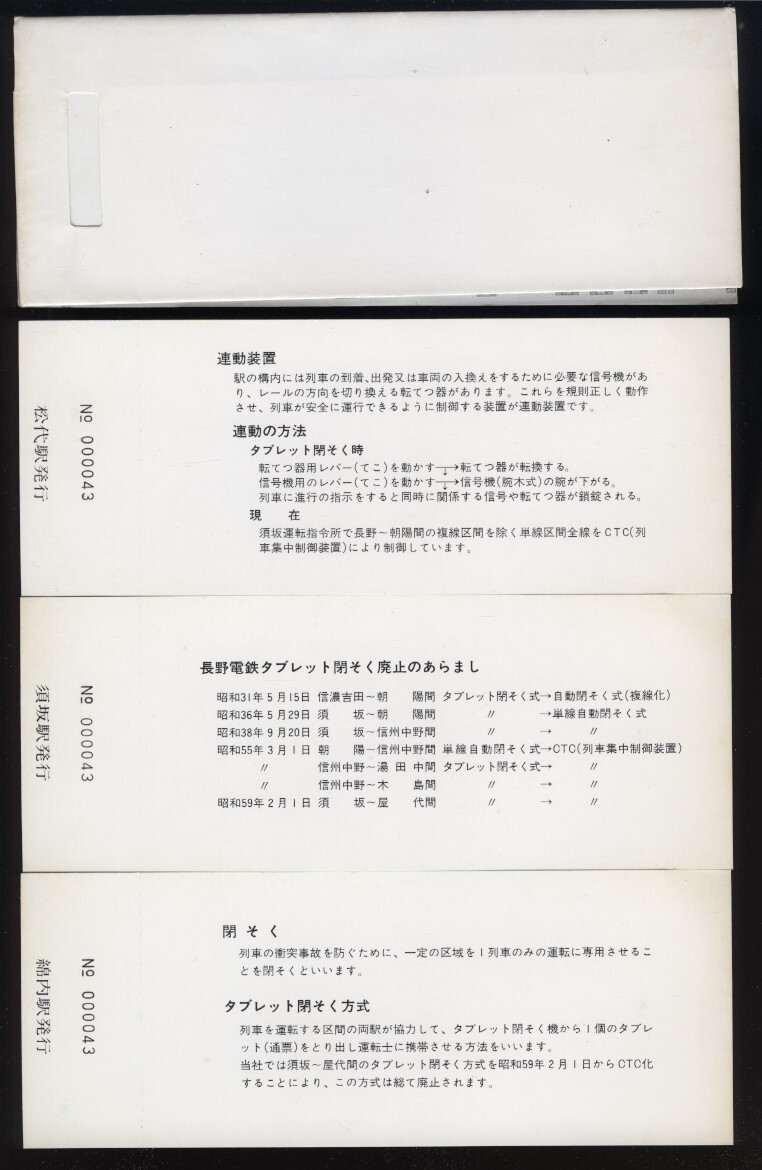 連動装置
駅の構内には列車の到着、出発又は車両の入換えをするために必要な信号機があ
り、レールの方向を切り換える転てつ器があります。これらを規則正しく動作
させ、列車が安全に運行できるように制御する装置が連動装置です。
連動の方法
タブレット閉そく時
転てつ器用レバー(てこ)を動かす→転てつ器が転換する。
信号機用のレバー(てこ)を動かす→信号機(腕木式)の腕が下がる。
列車に進行の指示をすると同時に関係する信号や転てつ器が鎖錠される。
現 在
須坂運転指令所で長野~朝陽間の複線区間を除く単線区間全線をCTC(列
車集中制御装置)により制御しています。
№ 000043
松代駅発行
長野電鉄タブレット閉そく廃止のあらまし
昭和31年5月15日 信濃吉田~朝 陽間 タブレット閉そく式→自動閉そく式(複線化)
昭和36年5月29日 須 坂~朝 陽間 〃 →単線自動閉そく式
昭和38年9月20日 須 坂~信州中野間 〃 → 〃
昭和55年3月1日 朝 陽~信州中野間 単線自動閉そく式→CTC(列車集中制御装置)
〃 信州中野~湯田中間 タブレット閉そく式→ 〃
〃 信州中野~木 島間 〃 → 〃
昭和59年2月1日 須 坂~屋 代間 〃 → 〃
№ 000043
須坂駅発行
閉そく
列車の衝突事故を防ぐために、一定の区域を1列車のみの運転に専用させるこ
とを閉そくといいます。
タブレット閉そく方式
列車を運転する区間の両駅が協力して、タブレット閉そく機から1個のタブレ
ット(通票)をとり出し運転士に携帯させる方法をいいます。
当社では須坂~屋代間のタブレット閉そく方式を昭和59年2月1日からCTC化
することにより、この方式は総て廃止されます。
№ 000043
綿内駅発行